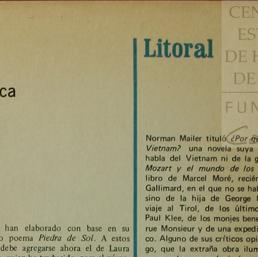 Litoral
ca
CEN
ES
DE H
DE
FUN
han elaborado con base en su
o poema Piedra de Sol. A estos
debe agregarse ahora el de Laura
Norman Mailer tituló ¿Por
Vietnam? una novela suya
habla del Vietnam ni de la g
Mozart y el mundo de los
libro de Marcel Moré, recié
Gallimard, en el que no se hab
sino de la hija de George
viaje al Tirol, de los último
Paul Klee, de los monjes bene
rue Monsieur y de una expedi
co. Alguno de sus críticos opi
go, que la extraña obra ilum